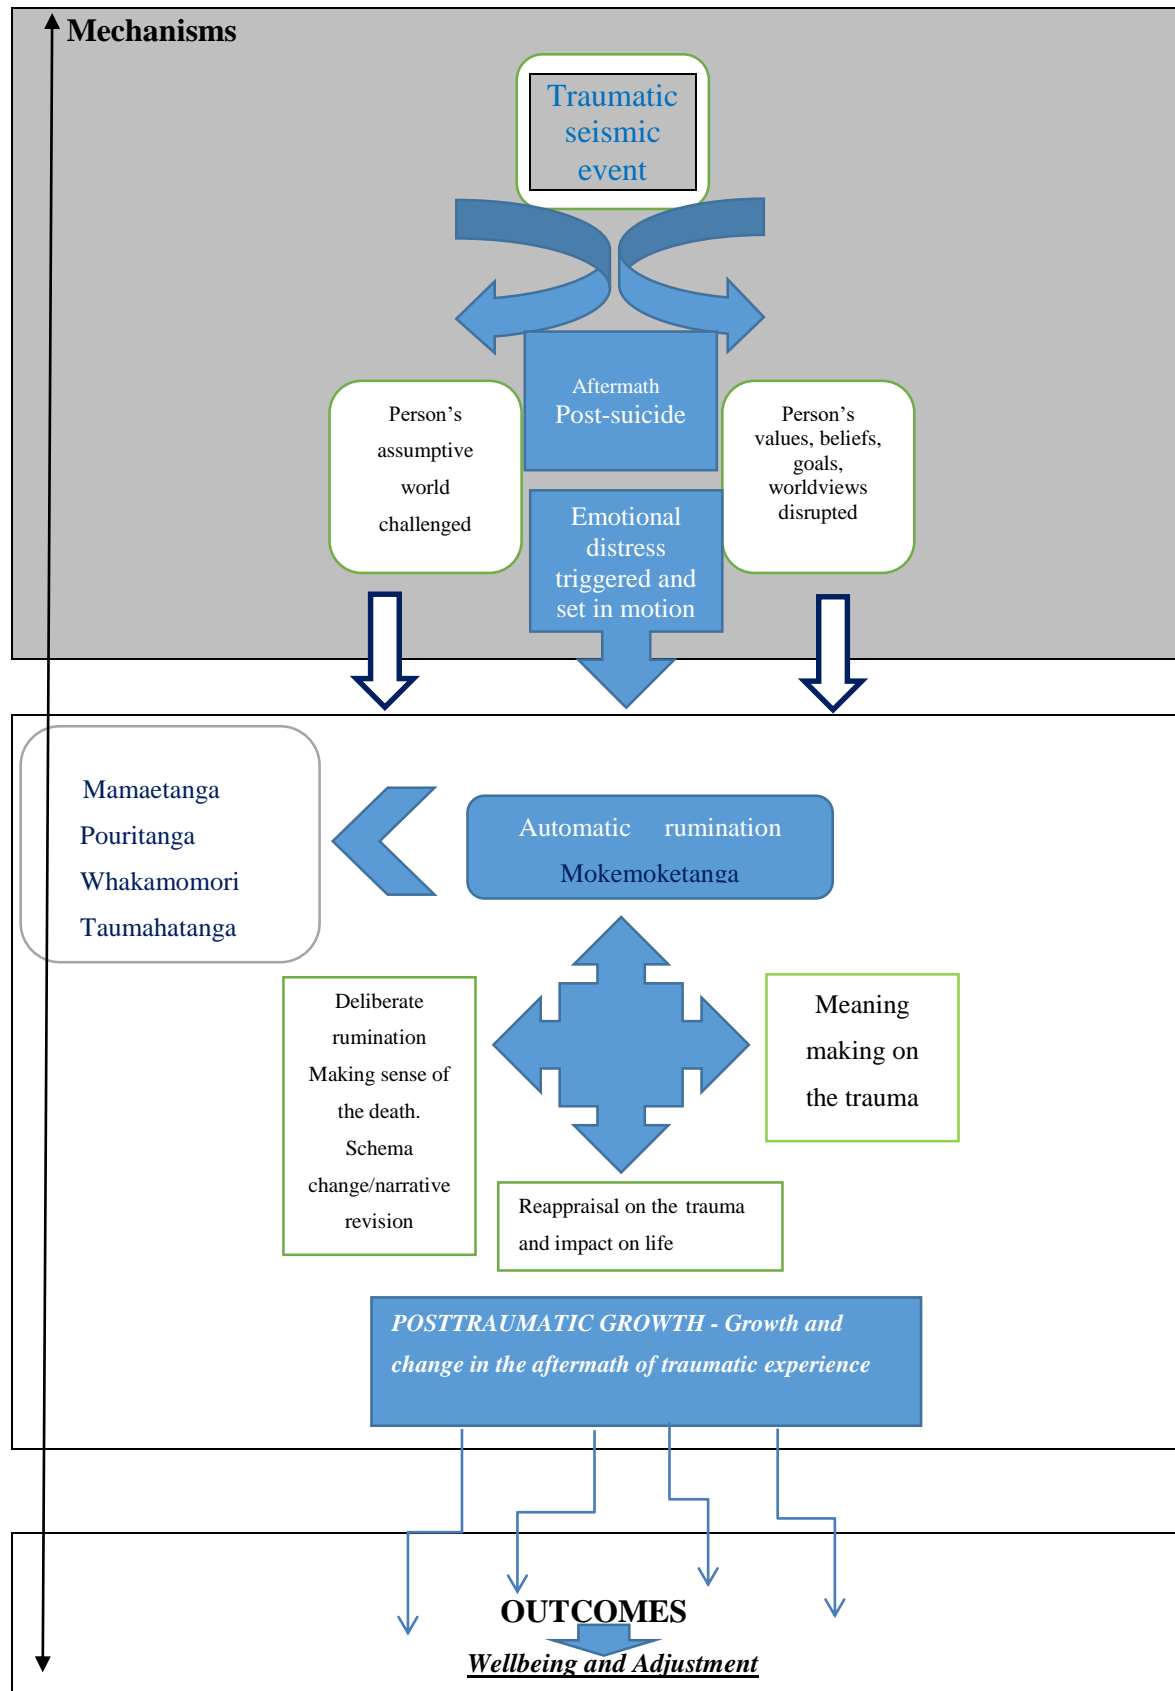 Mechanisms
Traumatic
seismic
event
Aftermath
Post-suicide
Person’s
assumptive
world
challenged
Person’s
values, beliefs,
goals,
worldviews
disrupted
Emotional
distress
triggered and
set in motion
Mamaetanga
Pouritanga
Whakamomori
Taumahatanga
Automatic rumination
Mokemoketanga
Deliberate
rumination
Making sense of
the death.
Schema
change/narrative
revision
Meaning
making on
the trauma
Reappraisal on the trauma
and impact on life
POSTTRAUMATIC GROWTH - Growth and
change in the aftermath of traumatic experience
OUTCOMES
Wellbeing and Adjustment